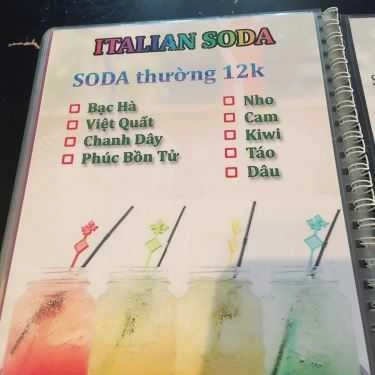 ITALIAN SODA
SODA thường 12k
Bạc Hà
Việt Quất
Chanh Dây
Phúc Bồn Tử
Nho
Cam
Kiwi
Táo
Dâu